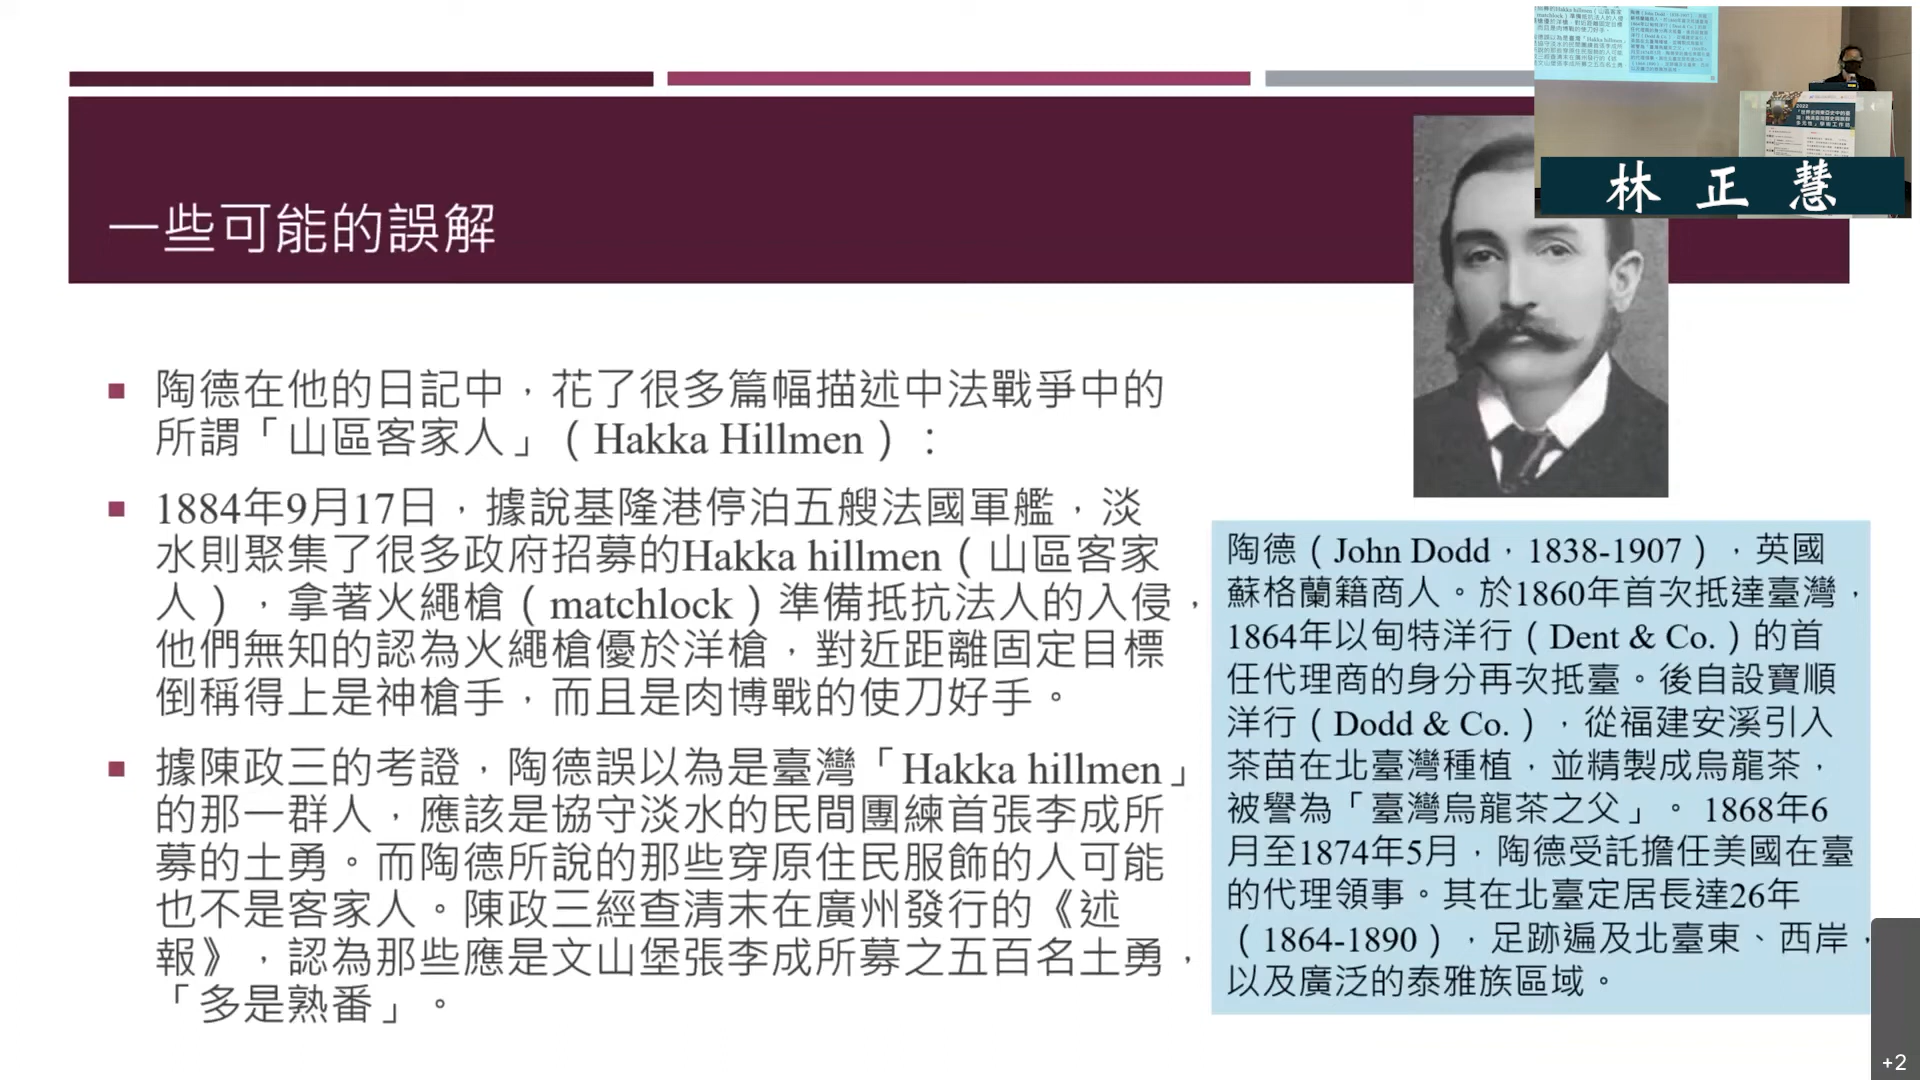 一些可能的誤解
陶德在他的日記中，花了很多篇幅描述中法戰爭中的
所謂「山區客家人」（Hakka Hillmen）：
1884年9月17日，據說基隆港停泊五艘法國軍艦，淡
水則聚集了很多政府招募的Hakka hillmen（山區客家
人），拿著火繩槍（matchlock）準備抵抗法人的入侵，
他們無知的認為火繩槍優於洋槍，對近距離固定目標
倒稱得上是神槍手，而且是肉博戰的使刀好手。
據陳政三的考證，陶德誤以為是臺灣「Hakka hillmen」
的那一群人，應該是協守淡水的民間團練首張李成所
募的土勇。而陶德所說的那些穿原住民服飾的人可能
也不是客家人。陳政三經查清末在廣州發行的《述
報》，認為那些應是文山堡張李成所募之五百名土勇，
「多是熟番」。
陶德（John Dodd，1838-1907），英國
蘇格蘭籍商人。於1860年首次抵達臺灣，
1864年以甸特洋行（Dent & Co.）的首
任代理商的身分再次抵臺。後自設寶順
洋行（Dodd & Co.），從福建安溪引入
茶苗在北臺灣種植，並精製成烏龍茶，
被譽為「臺灣烏龍茶之父」。 1868年6
月至1874年5月，陶德受託擔任美國在臺
的代理領事。其在北臺定居長達26年
（1864-1890），足跡遍及北臺東、西岸，
以及廣泛的泰雅族區域。
林正慧
2022
+2